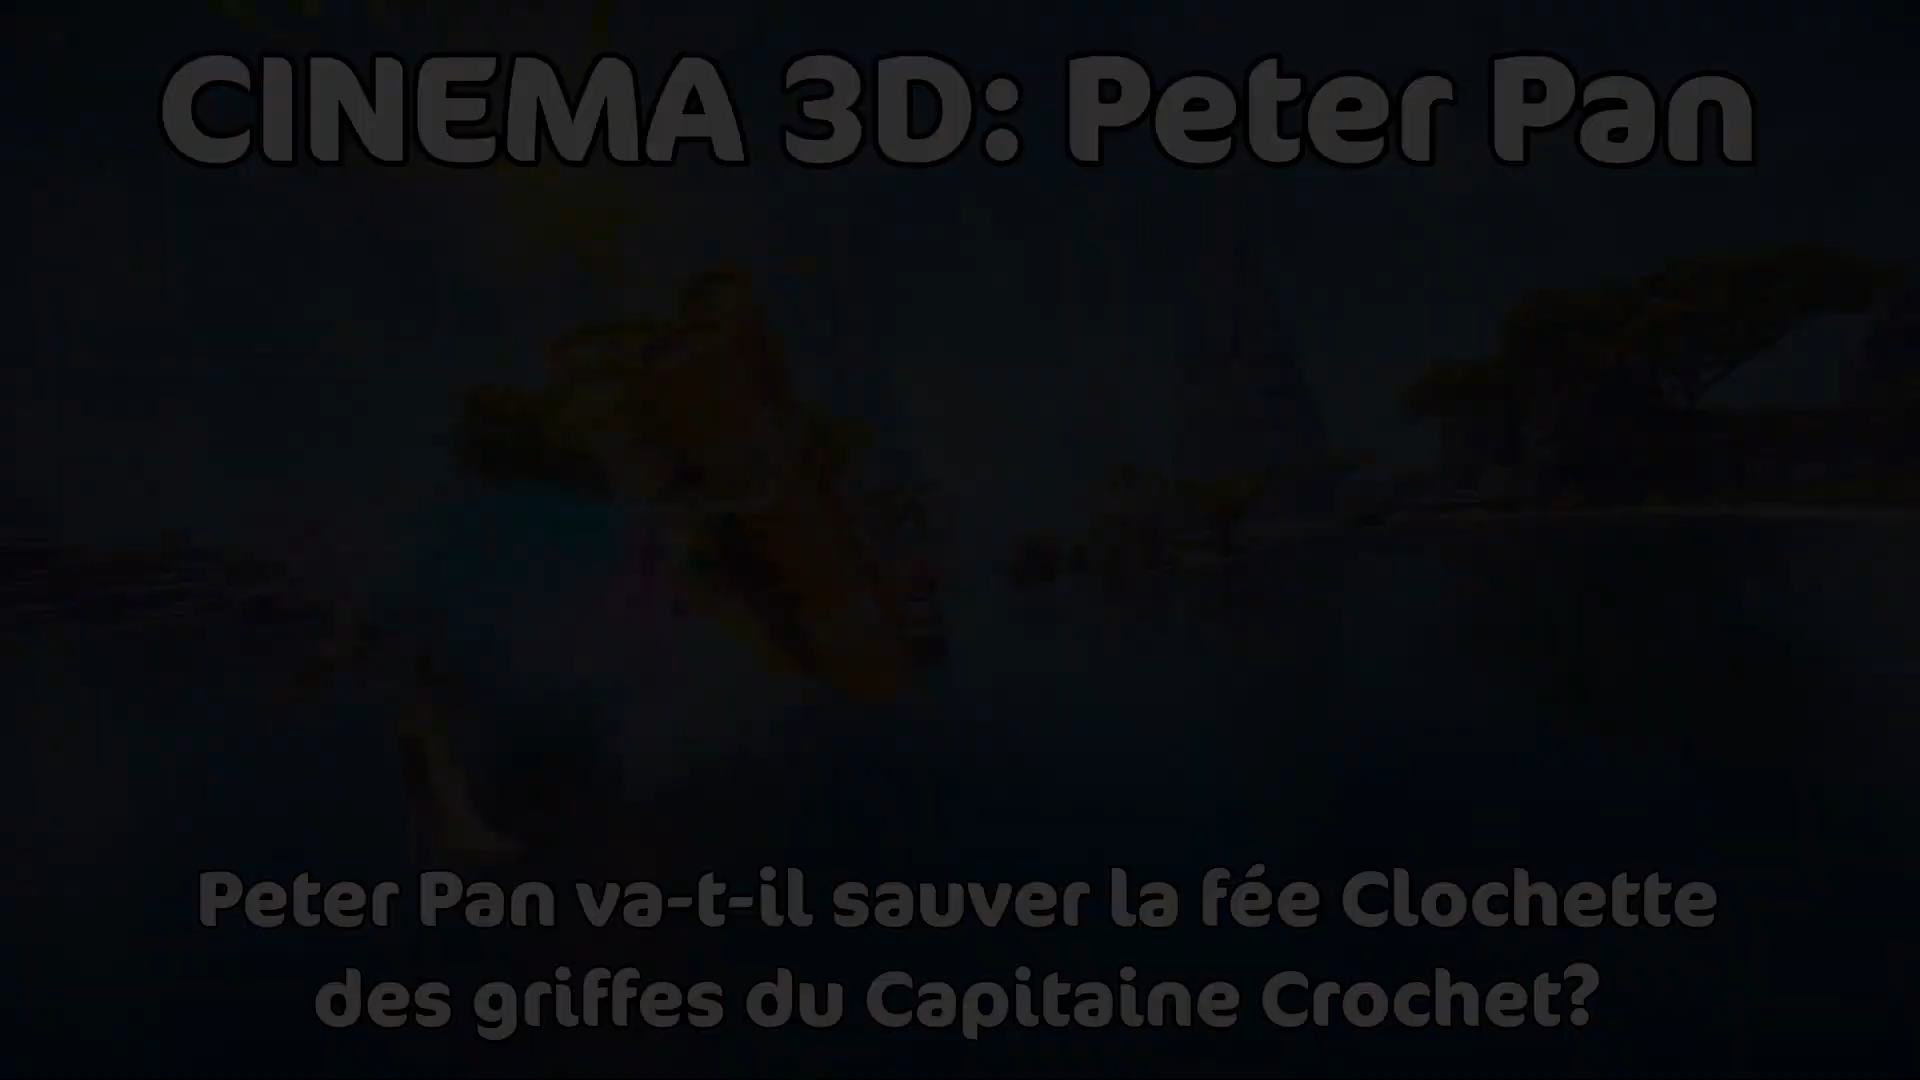 CINEMA 3D: Peter Pan
Peter Pan va-t-il sauver la fée Clochette
des griffes du Capitaine Crochet?